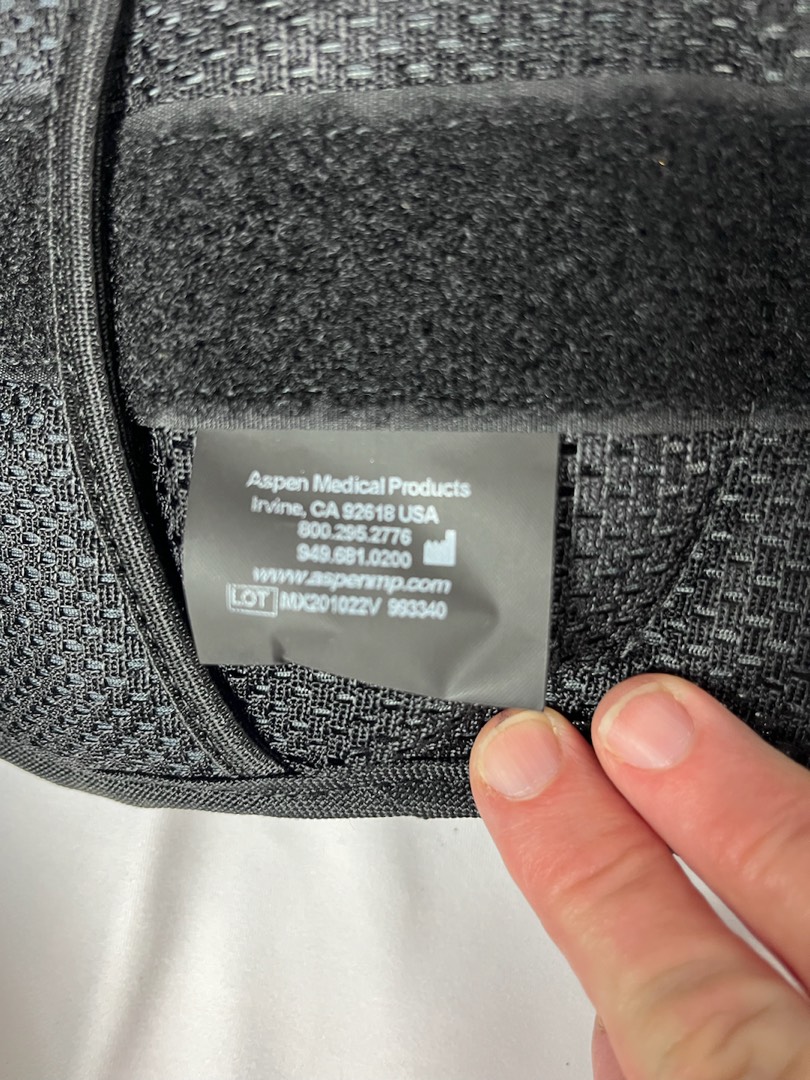 Aspen Medical Products
Irvine, CA 92618 USA
800.295.2776
949.681.0200
www.aspenmp.com
LOT MX201022V 993340